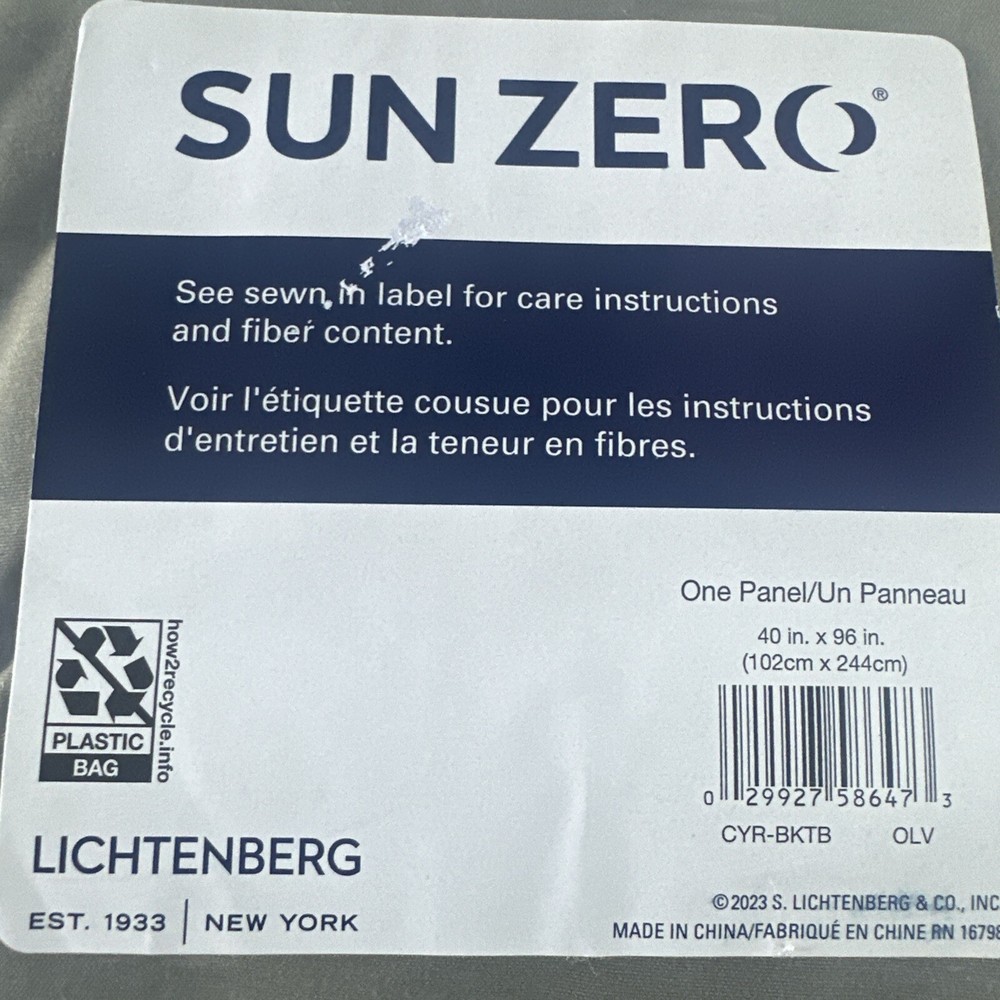 SUN ZERO®
See sewn in label for care instructions
and fiber content.
Voir l'étiquette cousue pour les instructions
d'entretien et la teneur en fibres.
One Panel/Un Panneau
40 in. x 96 in.
(102cm x 244cm)
0 29927 58647 3
CYR-BKTB OLV
how2recycle.info
PLASTIC
BAG
LICHTENBERG
EST. 1933 | NEW YORK
©2023 S. LICHTENBERG & CO., INC
MADE IN CHINA/FABRIQUÉ EN CHINE RN 16798